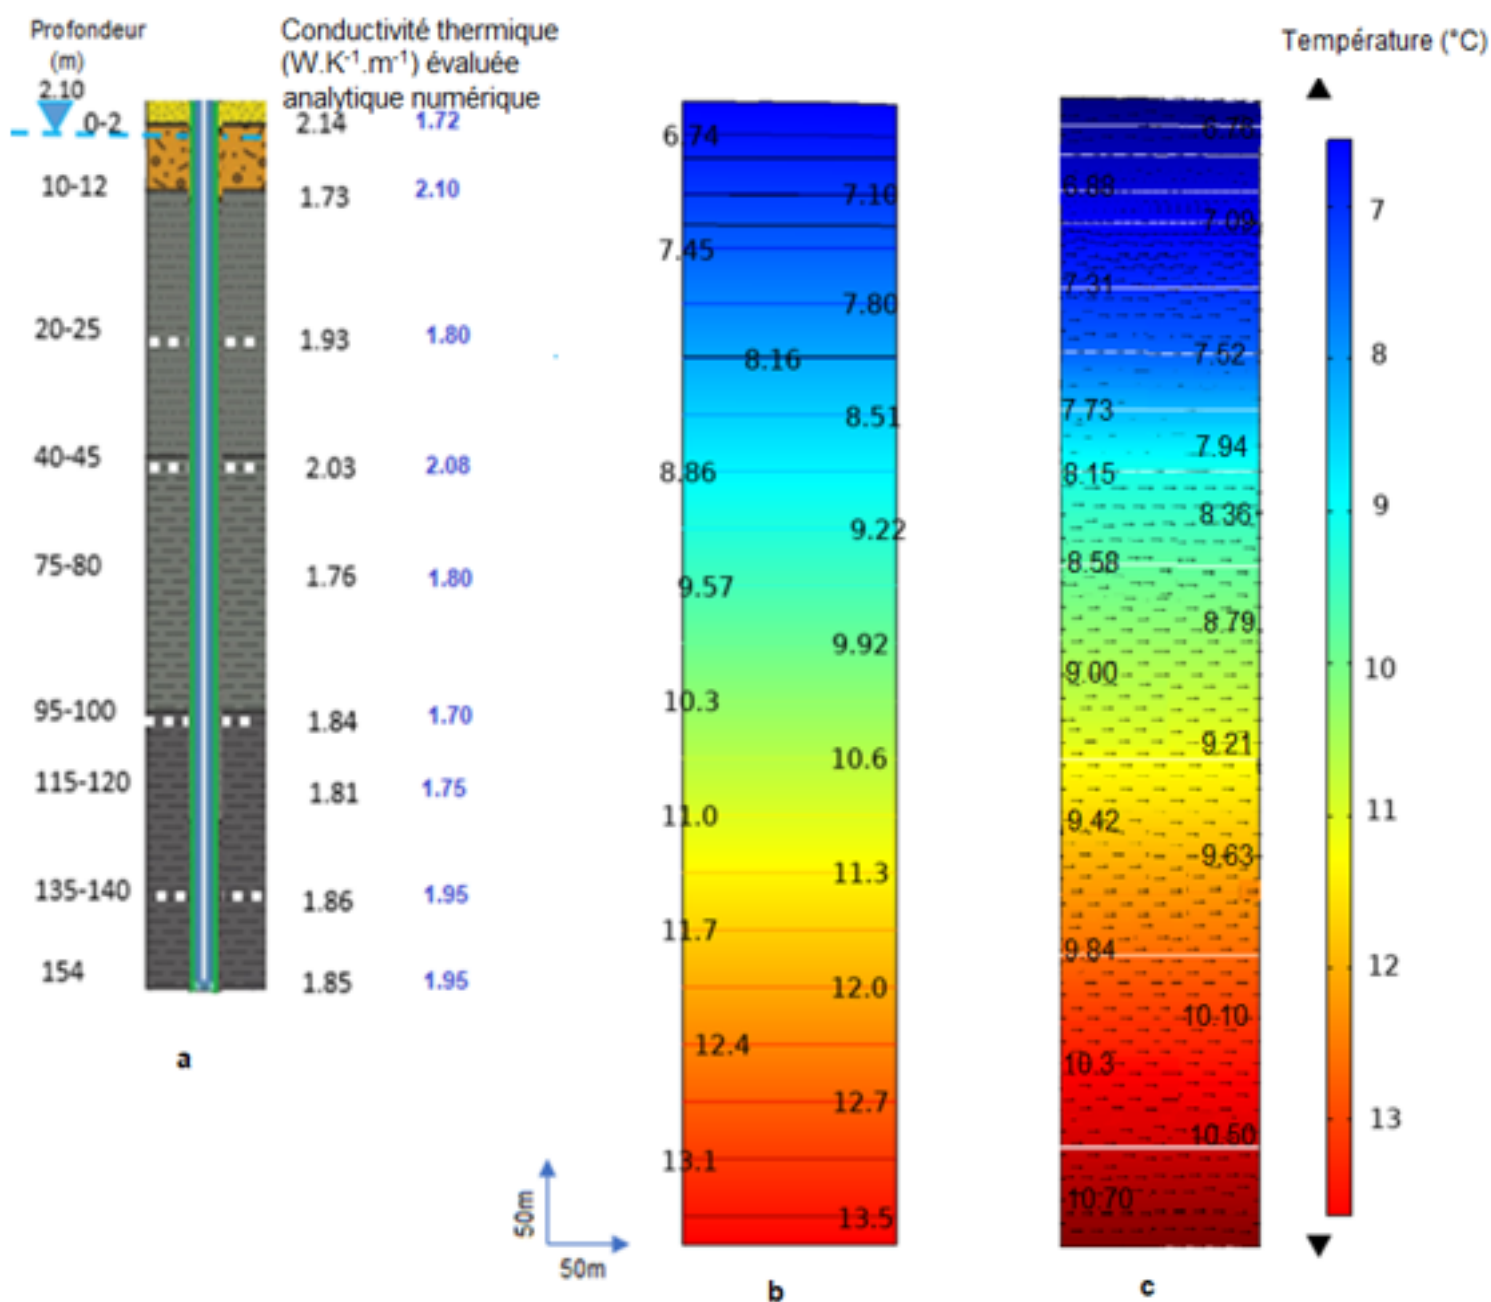 Profondeur
(m)
2.10
Conductivité thermique
(W.K-1.m-1) évaluée
analytique numérique
0-2 2.14 1.72
10-12 1.73 2.10
20-25 1.93 1.80
40-45 2.03 2.08
75-80 1.76 1.80
95-100 1.84 1.70
115-120 1.81 1.75
135-140 1.86 1.95
154 1.85 1.95
a
6.74
7.10
7.45
7.80
8.16
8.51
8.86
9.22
9.57
9.92
10.3
10.6
11.0
11.3
11.7
12.0
12.4
12.7
13.1
13.5
50m
50m
b
6.78
6.88
7.09
7.31
7.52
7.73
7.94
8.15
8.36
8.58
8.79
9.00
9.21
9.42
9.63
9.84
10.10
10.3
10.50
10.70
c
Température (°C)
7
8
9
10
11
12
13